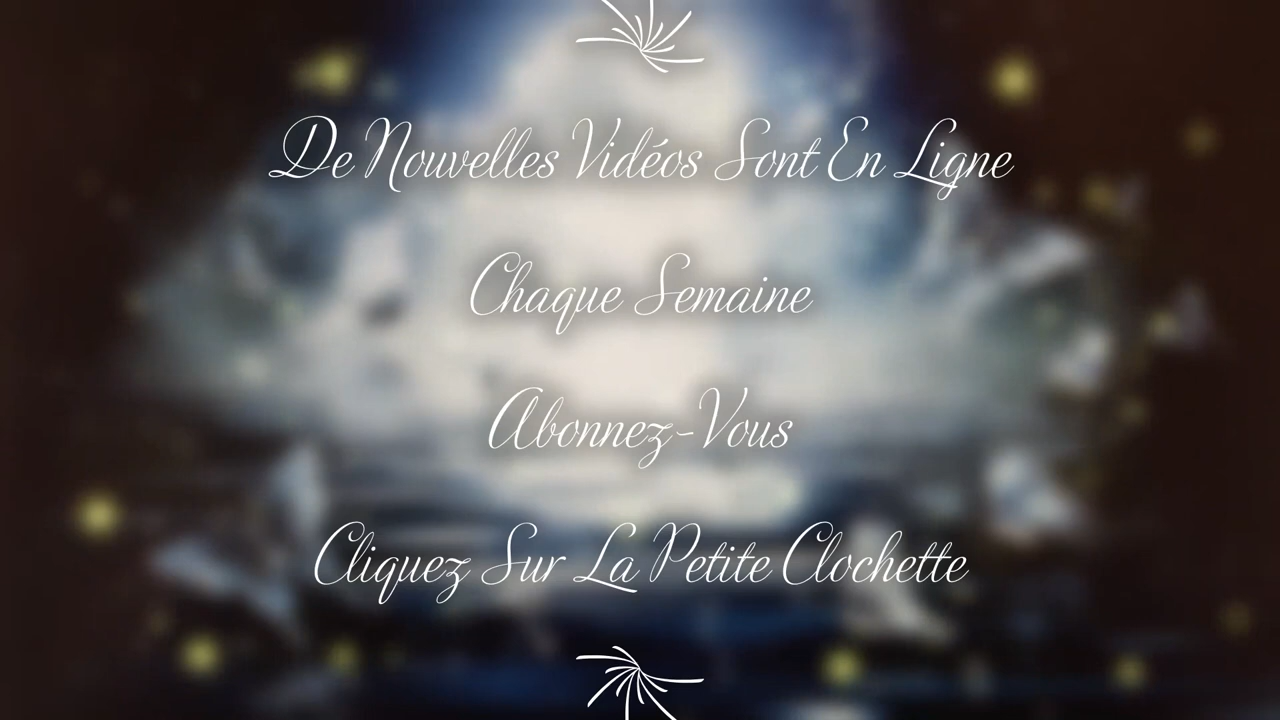 De Nouvelles Vidéos Sont En Ligne
Chaque Semaine
Abonnez-Vous
Cliquez Sur La Petite Clochette